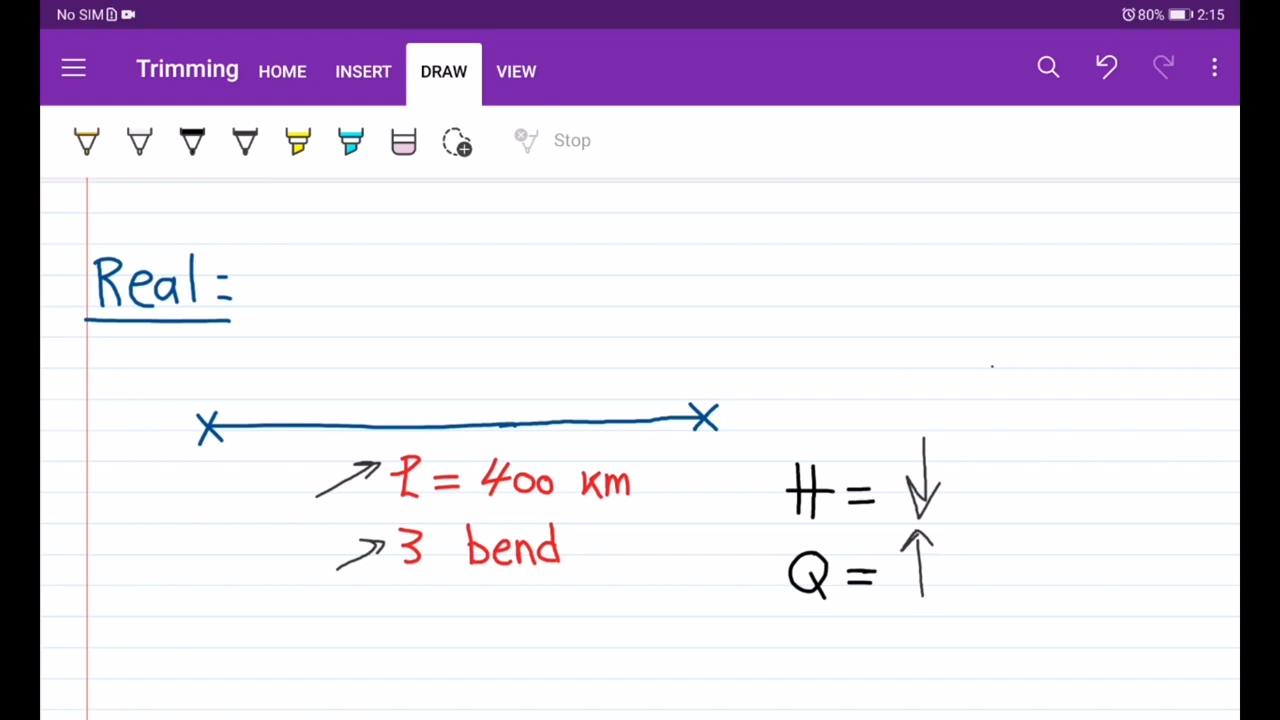 No SIM 80% 2:15
Trimming HOME INSERT DRAW VIEW
Stop
Real =
l = 400 km
3 bend
H = ↓
Q = ↑